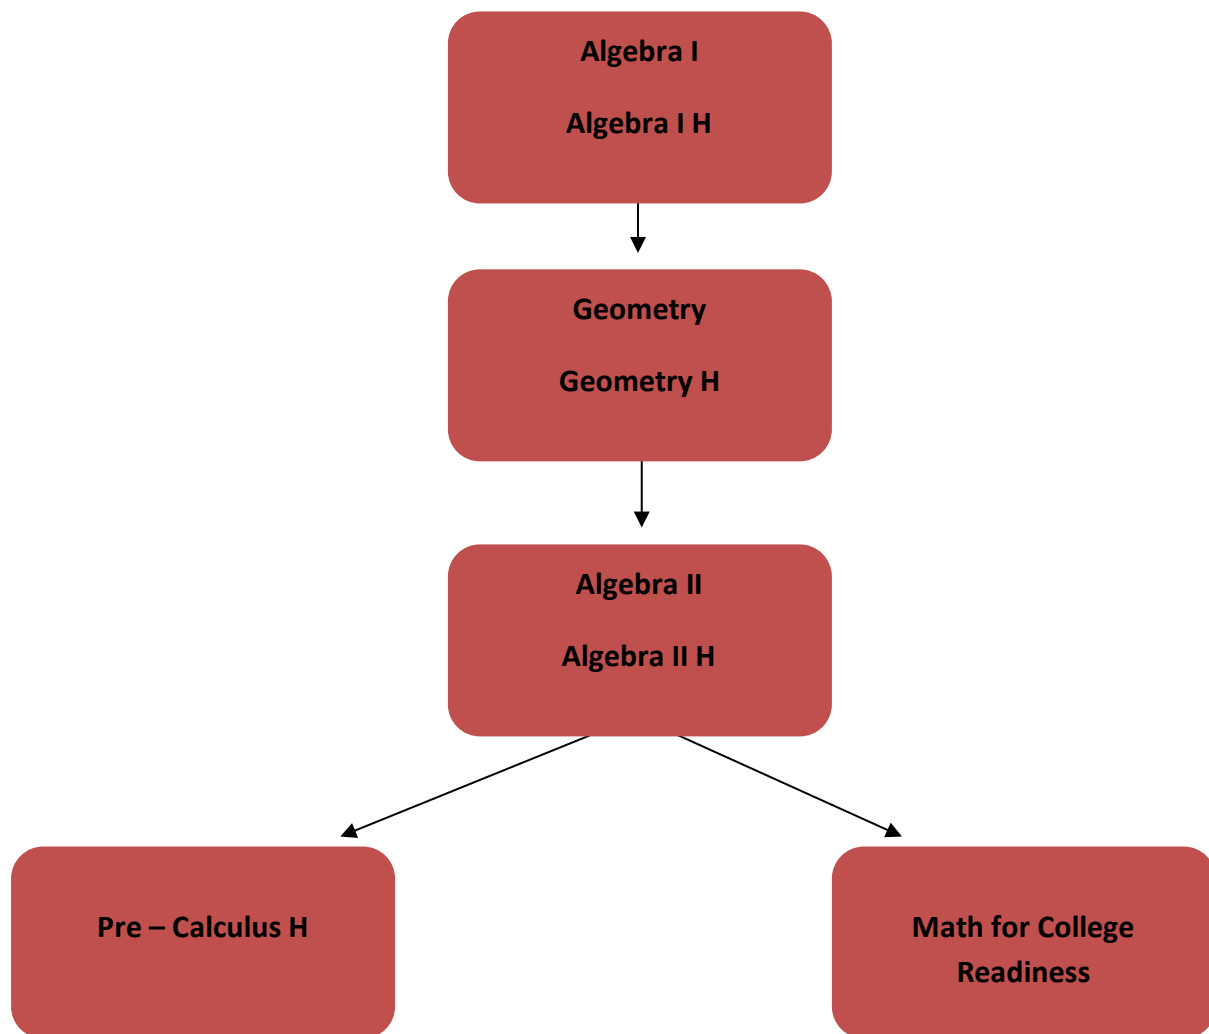 Algebra I
Algebra I H
Geometry
Geometry H
Algebra II
Algebra II H
Pre – Calculus H
Math for College
Readiness